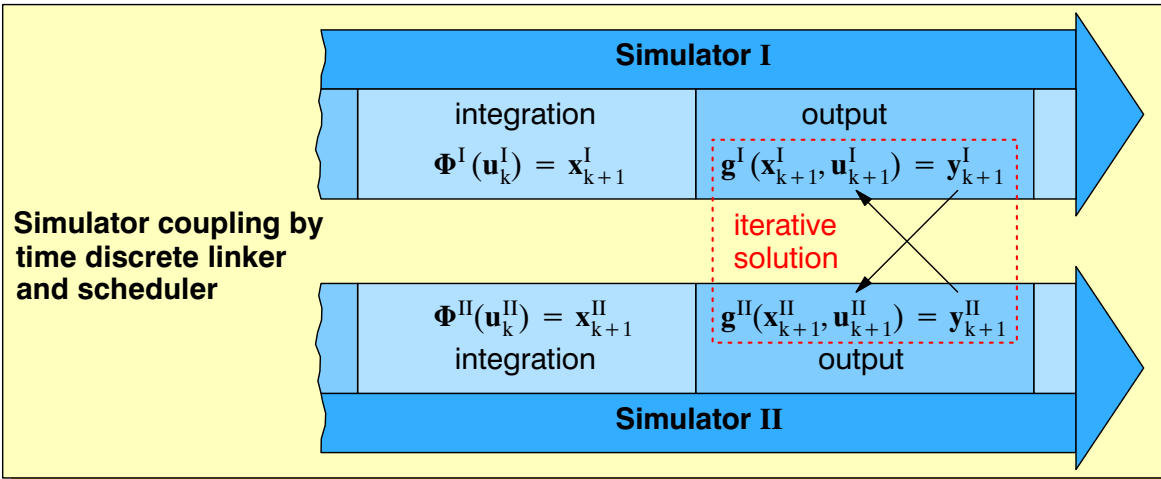 Simulator I
integration
output
Φ^I(u_k^I) = x_{k+1}^I
g^I(x_{k+1}^I, u_{k+1}^I) = y_{k+1}^I
Simulator coupling by
time discrete linker
and scheduler
iterative
solution
Φ^II(u_k^II) = x_{k+1}^II
g^II(x_{k+1}^II, u_{k+1}^II) = y_{k+1}^II
integration
output
Simulator II